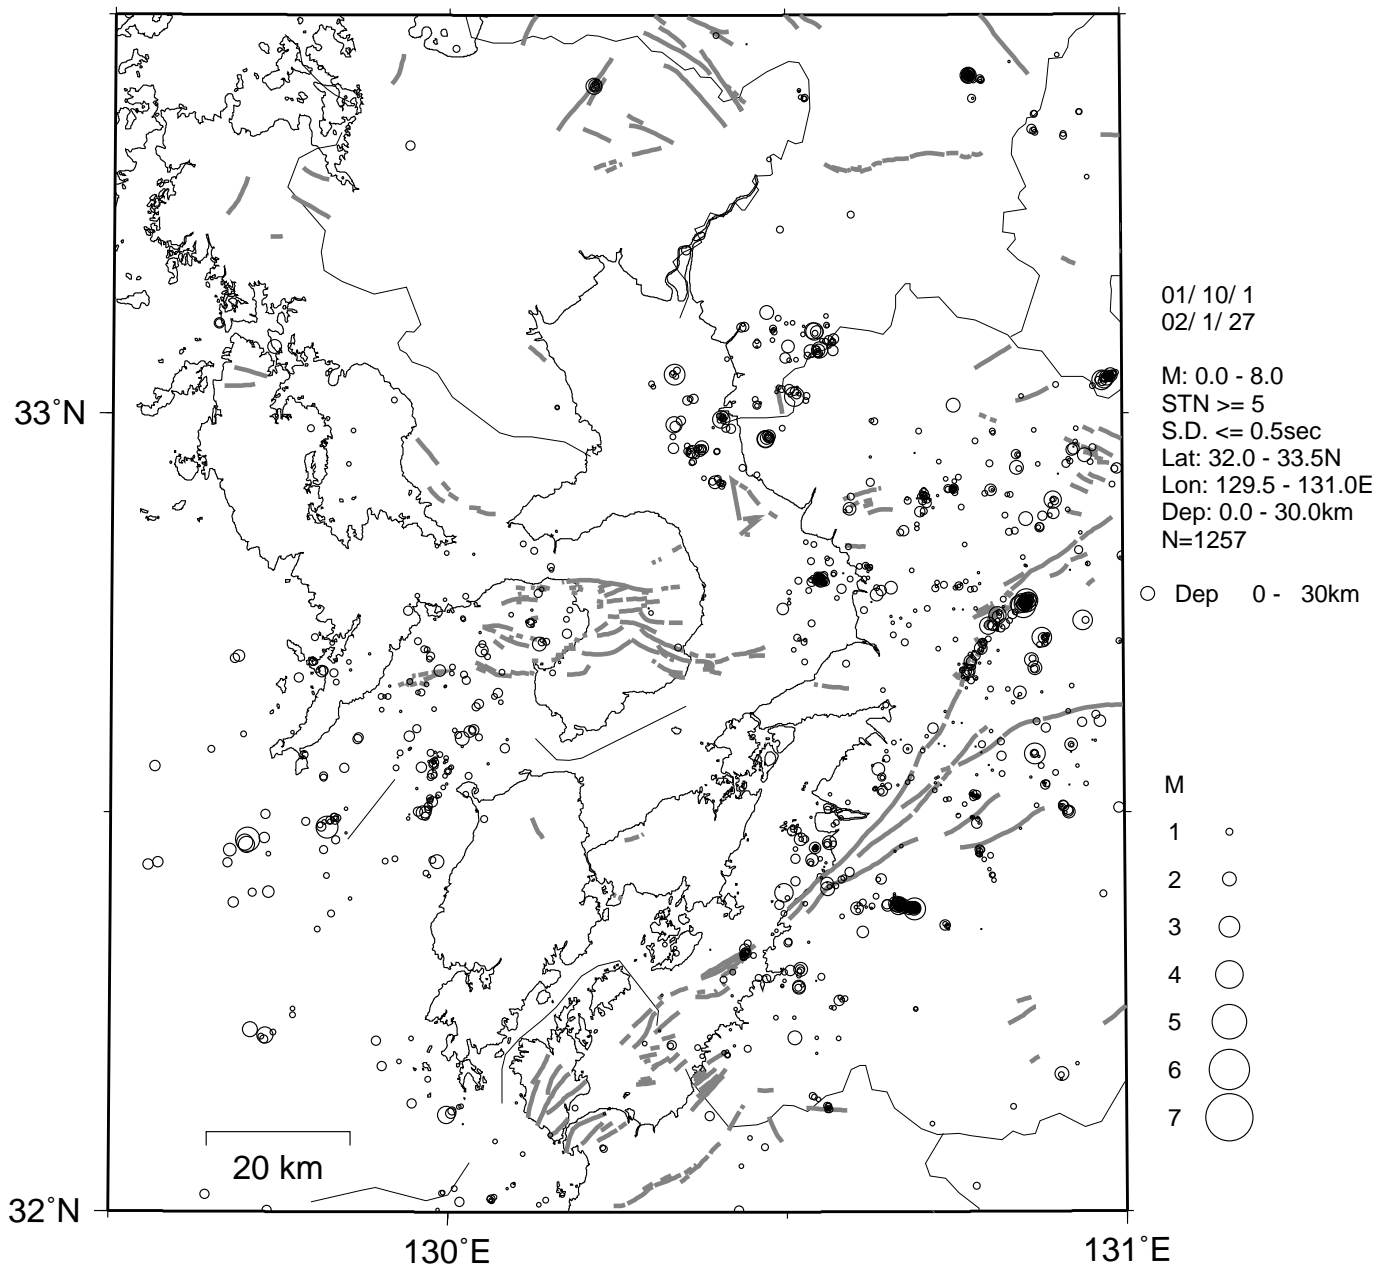 01/ 10/ 1
02/ 1/ 27
M: 0.0 - 8.0
STN >= 5
S.D. <= 0.5sec
Lat: 32.0 - 33.5N
Lon: 129.5 - 131.0E
Dep: 0.0 - 30.0km
N=1257
Dep 0 - 30km
33˚N
M
1
2
3
4
5
6
7
20 km
32˚N
130˚E
131˚E